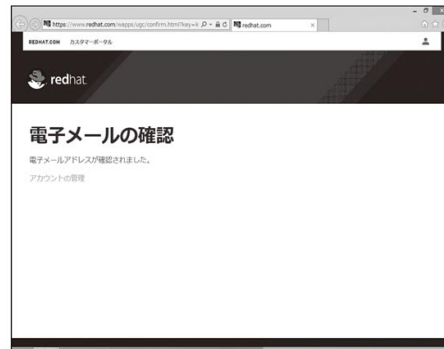 https://www.redhat.com/wapps/ugc/confirm.html?key=k
redhat.com
REDHAT.COM カスタマーポータル
redhat.
電子メールの確認
電子メールアドレスが確認されました。
アカウントの管理